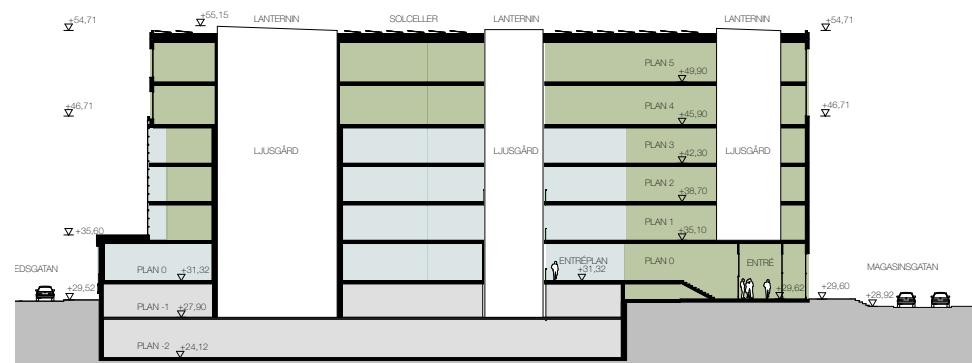 LANTERNIN
SOLCELLER
LANTERNIN
LANTERNIN
+55,15
+54,71
+54,71
PLAN 5
+49,90
+46,71
PLAN 4
+46,71
+45,90
LJUSGÅRD
LJUSGÅRD
PLAN 3
LJUSGÅRD
+42,30
PLAN 2
+38,70
PLAN 1
+35,60
+35,10
EDSGATAN
PLAN 0
+31,32
ENTRÉPLAN
+31,32
PLAN 0
ENTRÉ
MAGASINSGATAN
+29,52
+29,62
+29,60
+28,92
PLAN -1
+27,90
PLAN -2
+24,12